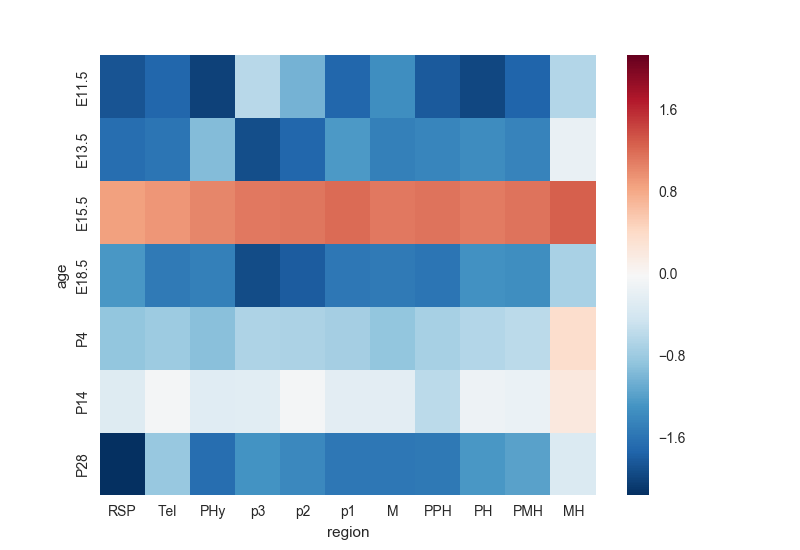 E11.5
E13.5
E15.5
E18.5
P4
P14
P28
age
RSP Tel PHy p3 p2 p1 M PPH PH PMH MH
region
1.6
0.8
0.0
−0.8
−1.6